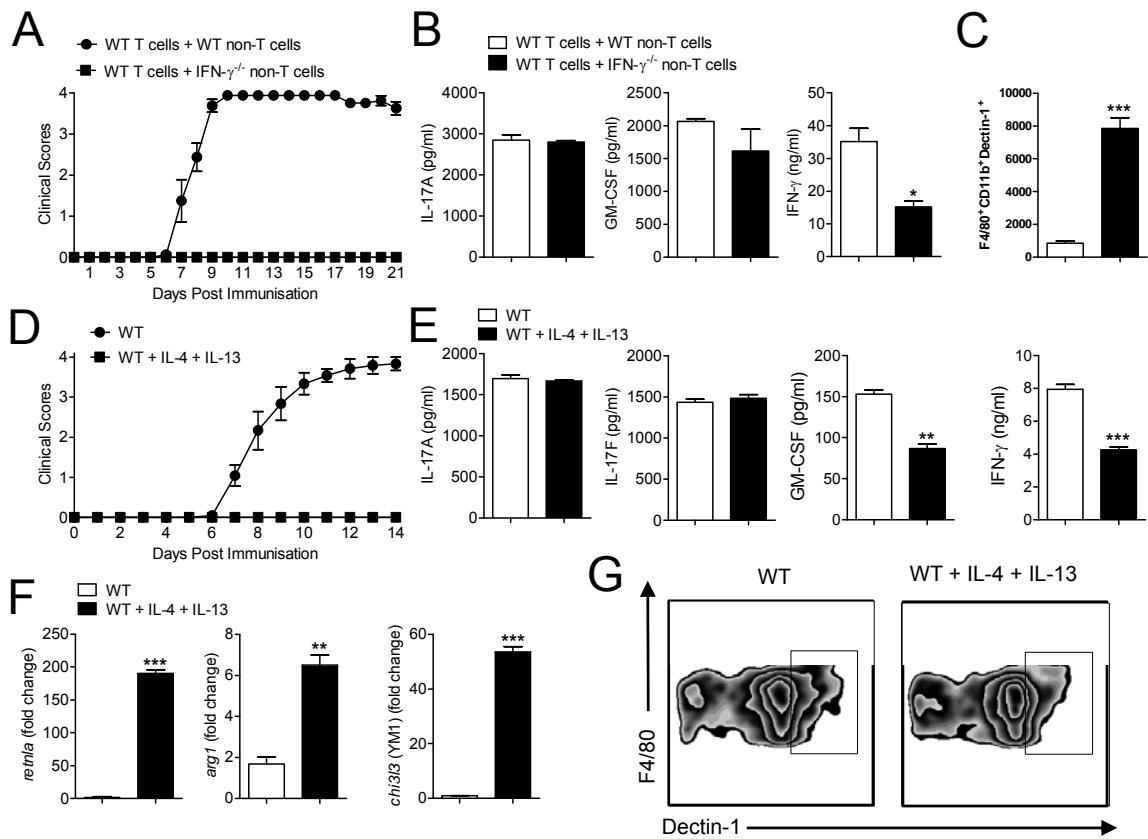 A
WT T cells + WT non-T cells
WT T cells + IFN-γ-/- non-T cells
Clinical Scores
4
2
0
1 3 5 7 9 11 13 15 17 19 21
Days Post Immunisation
B
WT T cells + WT non-T cells
WT T cells + IFN-γ-/- non-T cells
IL-17A (pg/ml)
4000
3000
2000
1000
0
GM-CSF (pg/ml)
2500
2000
1500
1000
500
0
IFN-γ (ng/ml)
50
40
30
20
10
0
*
C
F4/80+CD11b+Dectin-1+
10000
8000
6000
4000
2000
0
***
D
WT
WT + IL-4 + IL-13
Clinical Scores
4
3
2
1
0
0 2 4 6 8 10 12 14
Days Post Immunisation
E
WT
WT + IL-4 + IL-13
IL-17A (pg/ml)
2000
1500
1000
500
0
IL-17F (pg/ml)
2000
1500
1000
500
0
GM-CSF (pg/ml)
200
150
100
50
0
**
IFN-γ (ng/ml)
10
8
6
4
2
0
***
F
WT
WT + IL-4 + IL-13
retnla (fold change)
250
200
150
100
50
0
***
arg1 (fold change)
8
6
4
2
0
**
chi3l3 (YM1) (fold change)
60
40
20
0
***
G
WT
WT + IL-4 + IL-13
F4/80
Dectin-1